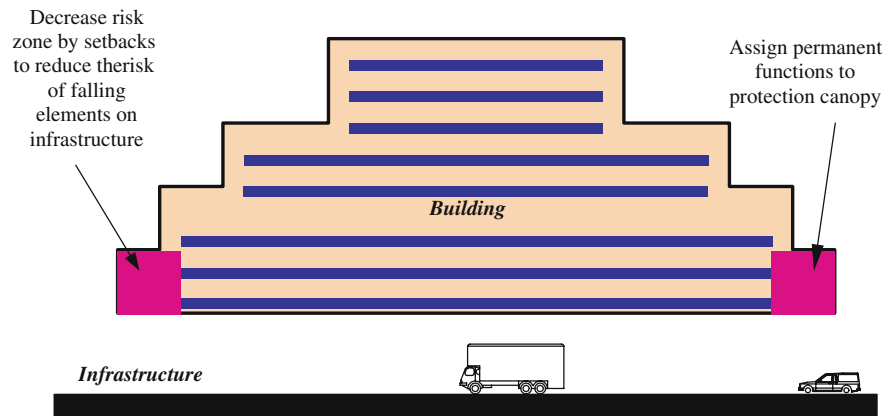 Decrease risk
zone by setbacks
to reduce therisk
of falling
elements on
infrastructure
Assign permanent
functions to
protection canopy
Building
Infrastructure